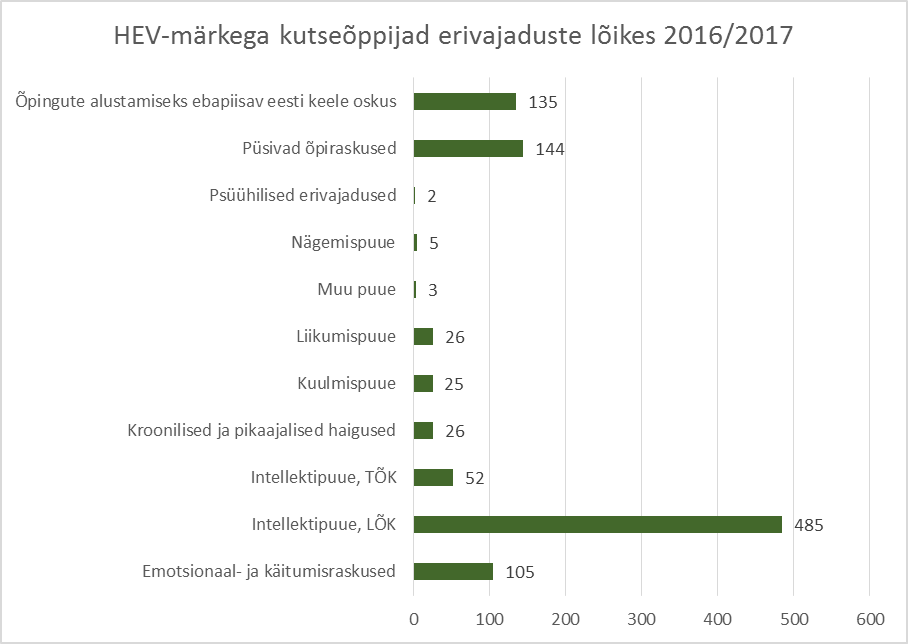 HEV-märkega kutseõppijad erivajaduste lõikes 2016/2017
Õpingute alustamiseks ebapiisav eesti keele oskus 135
Püsivad õpiraskused 144
Psüühilised erivajadused 2
Nägemispuue 5
Muu puue 3
Liikumispuue 26
Kuulmispuue 25
Kroonilised ja pikaajalised haigused 26
Intellektipuue, TÕK 52
Intellektipuue, LÕK 485
Emotsionaal- ja käitumisraskused 105
0 100 200 300 400 500 600